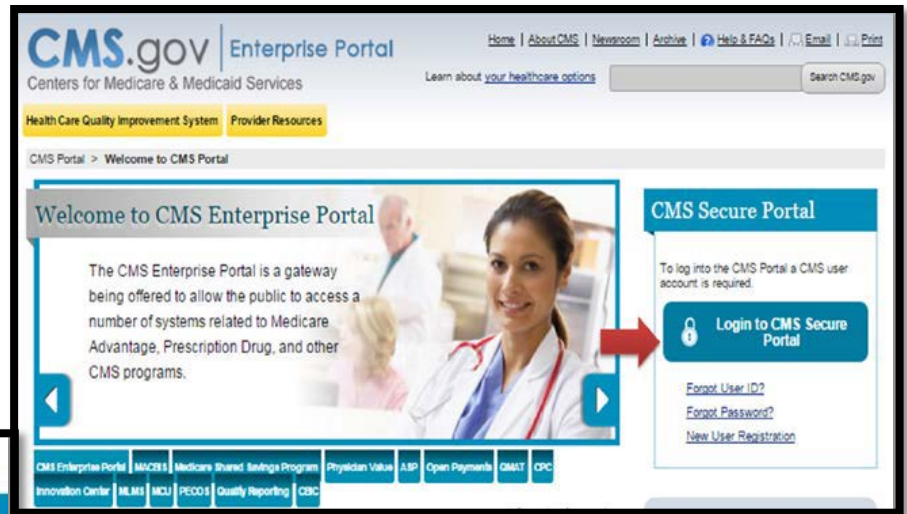 CMS.gov | Enterprise Portal
Centers for Medicare & Medicaid Services
Home | About CMS | Newsroom | Archive | Help & FAQs | Email | Print
Learn about your healthcare options
Search CMS.gov
Health Care Quality Improvement System
Provider Resources
CMS Portal > Welcome to CMS Portal
Welcome to CMS Enterprise Portal
The CMS Enterprise Portal is a gateway
being offered to allow the public to access a
number of systems related to Medicare
Advantage, Prescription Drug, and other
CMS programs.
CMS Secure Portal
To log into the CMS Portal a CMS user
account is required.
Login to CMS Secure
Portal
Forgot User ID?
Forgot Password?
New User Registration
CMS Enterprise Portal MACBIS Medicare Shared Savings Program Physician Value ASP Open Payments QMAT CPC
Innovation Center MLMS MCU PECOS Quality Reporting CBIC